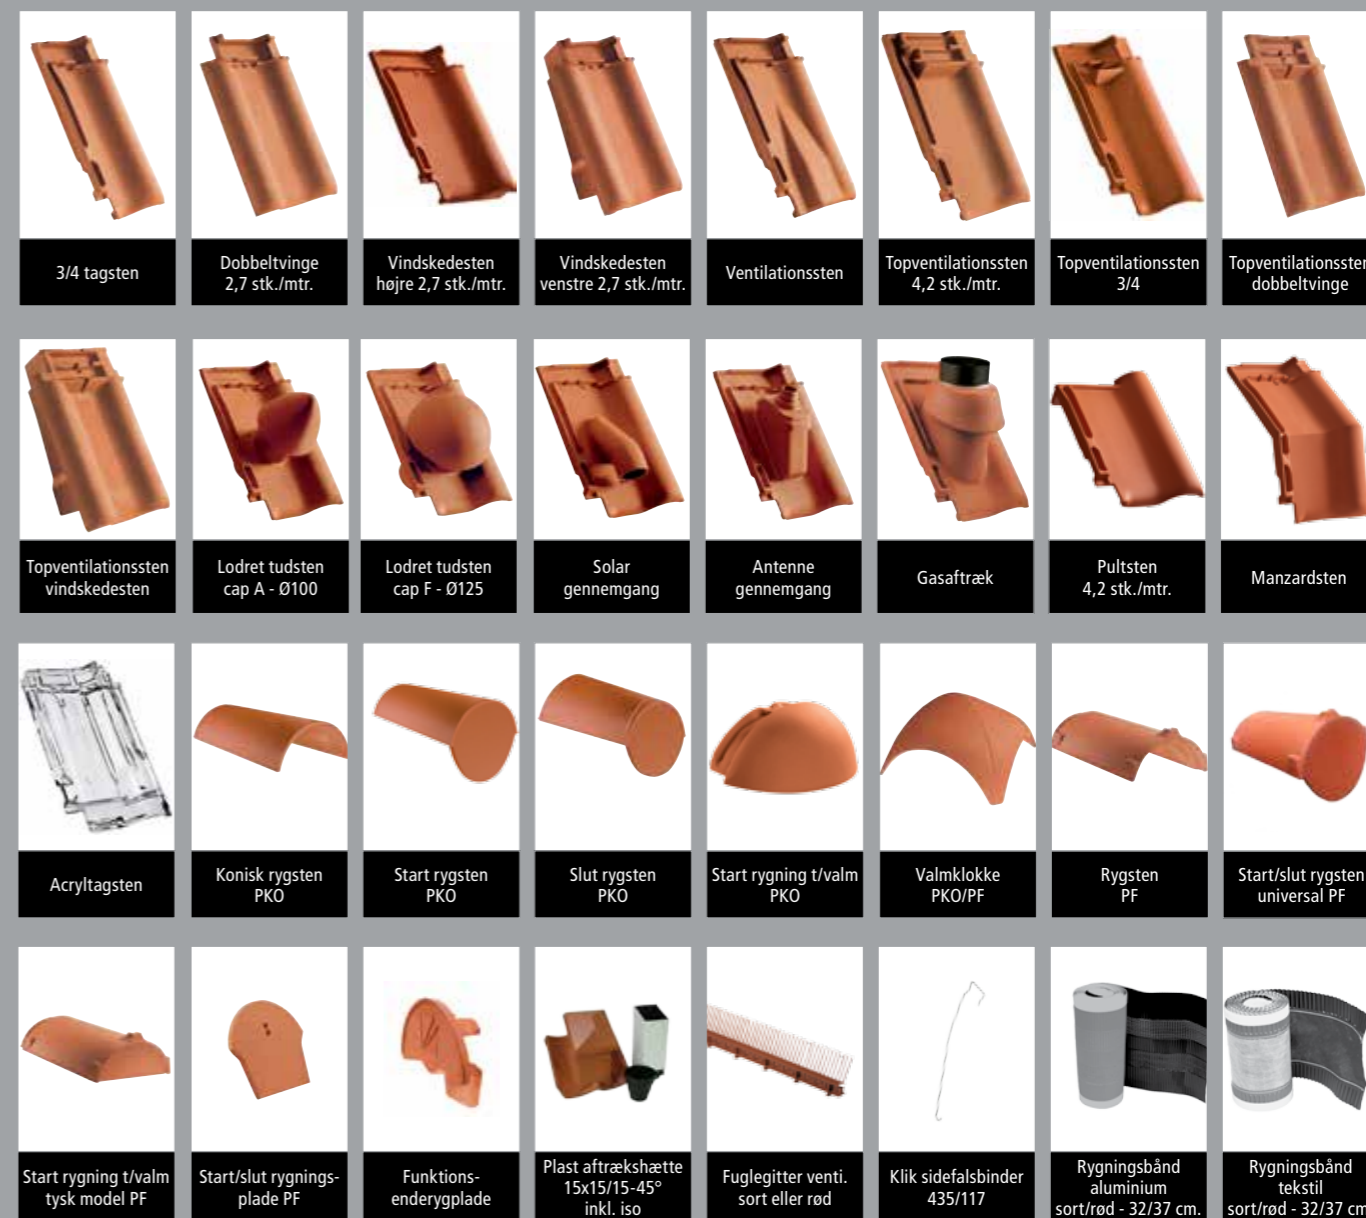 3/4 tagsten
Dobbeltvinge
2,7 stk./mtr.
Vindskedesten
højre 2,7 stk./mtr.
Vindskedesten
venstre 2,7 stk./mtr.
Ventilationssten
Topventilationssten
4,2 stk./mtr.
Topventilationssten
3/4
Topventilationssten
dobbeltvinge
Topventilationssten
vindskedesten
Lodret tudsten
cap A - Ø100
Lodret tudsten
cap F - Ø125
Solar
gennemgang
Antenne
gennemgang
Gasaftræk
Pultsten
4,2 stk./mtr.
Manzardsten
Acryltagsten
Konisk rygsten
PKO
Start rygsten
PKO
Slut rygsten
PKO
Start rygning t/valm
PKO
Valmklokke
PKO/PF
Rygsten
PF
Start/slut rygsten
universal PF
Start rygning t/valm
tysk model PF
Start/slut rygnings-
plade PF
Funktions-
enderygplade
Plast aftrækshætte
15x15/15-45°
inkl. iso
Fuglegitter venti.
sort eller rød
Klik sidefalsbinder
435/117
Rygningsbånd
aluminium
sort/rød - 32/37 cm.
Rygningsbånd
tekstil
sort/rød - 32/37 cm